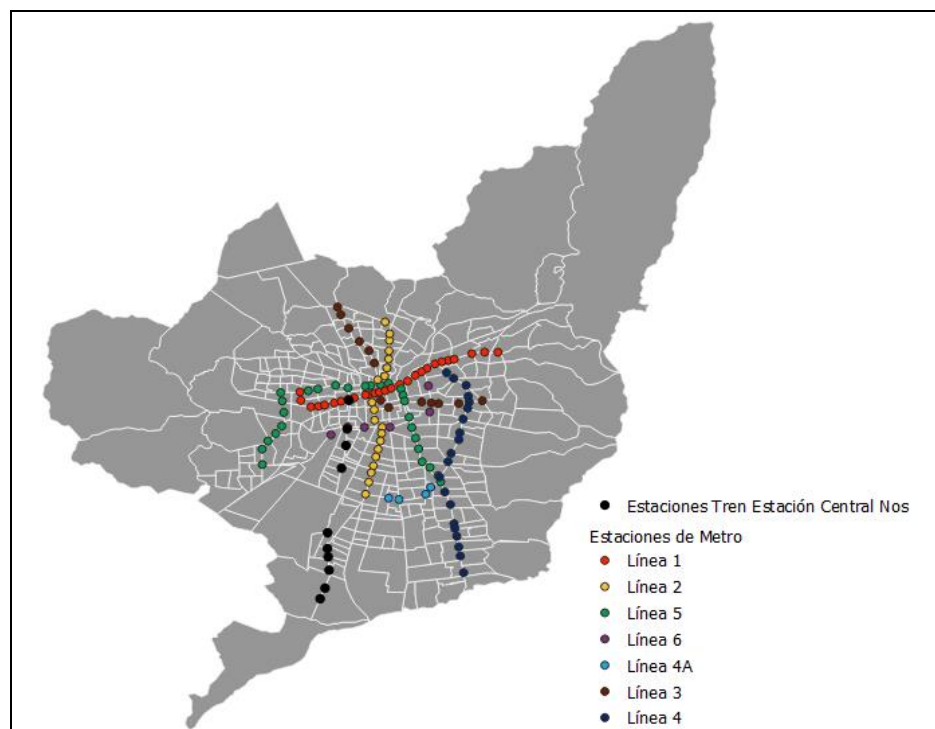 Estaciones Tren Estación Central Nos
Estaciones de Metro
Línea 1
Línea 2
Línea 5
Línea 6
Línea 4A
Línea 3
Línea 4